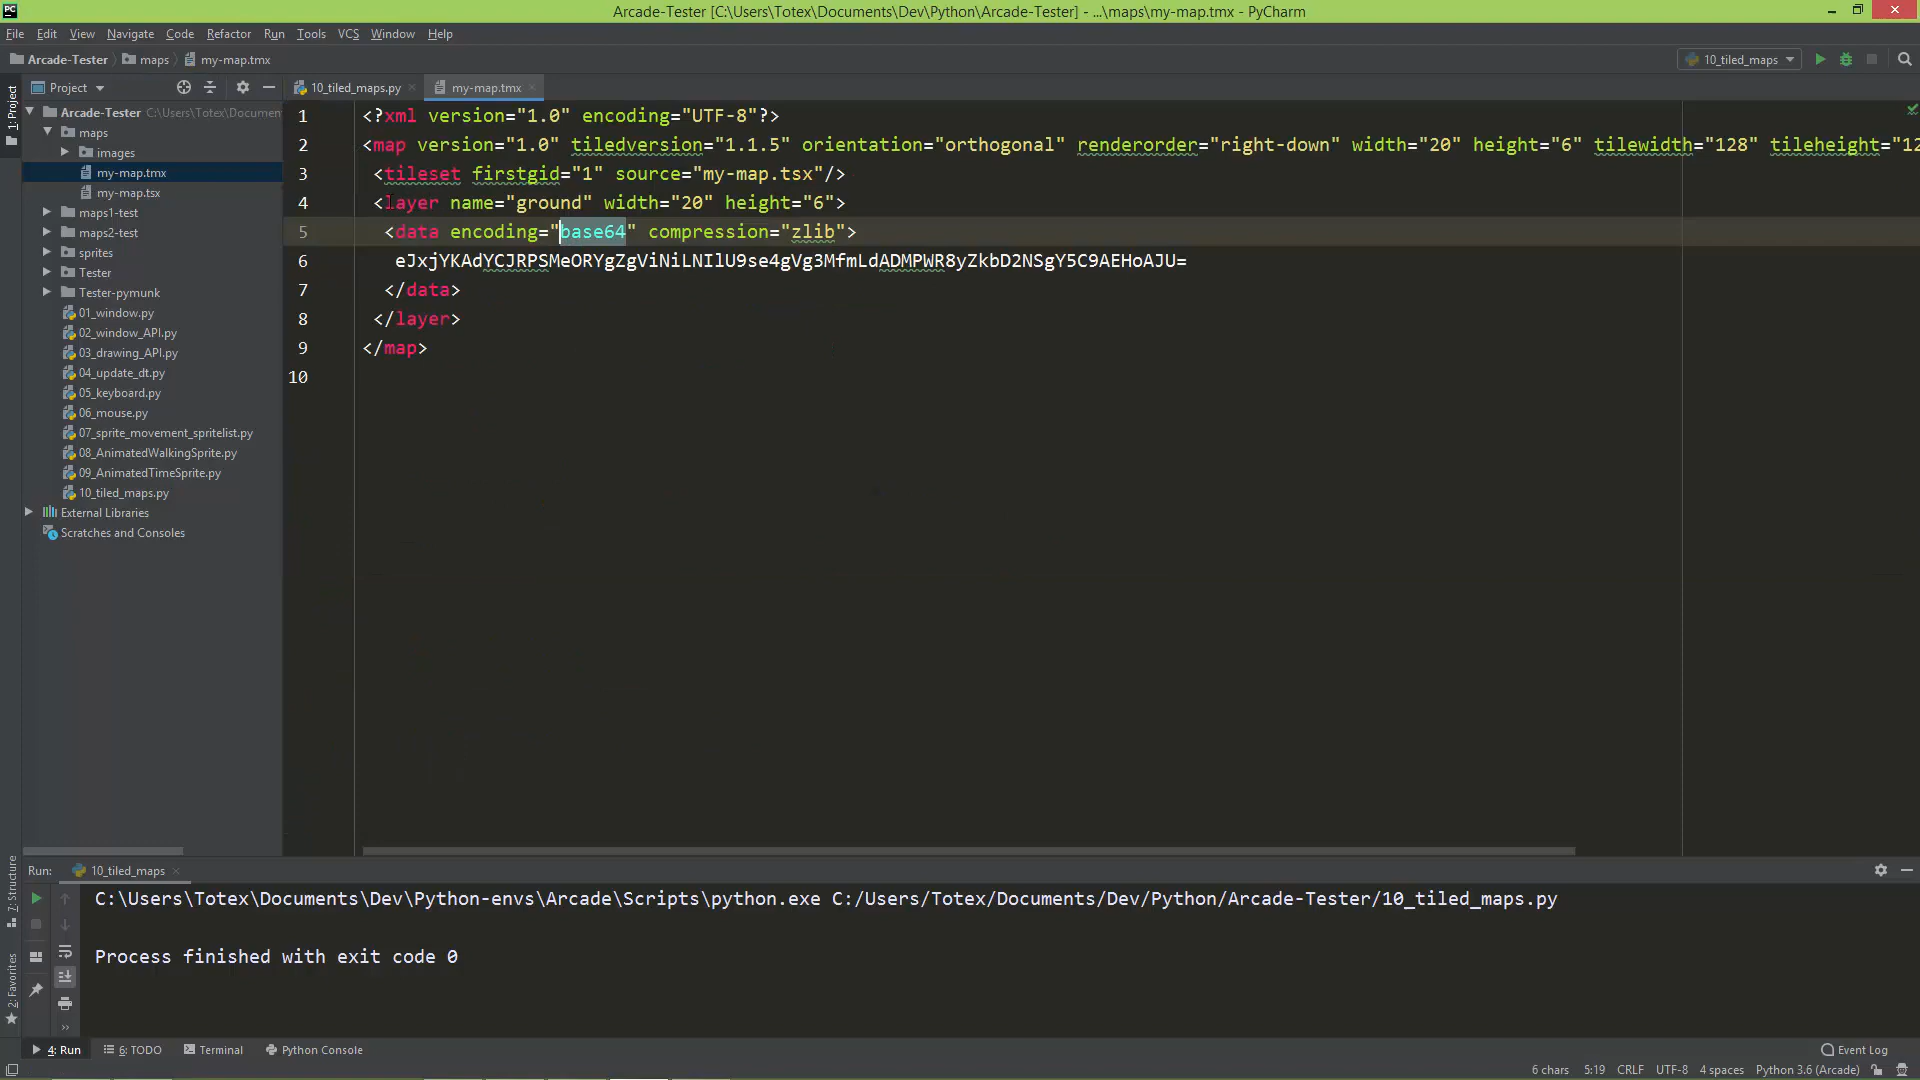 Arcade-Tester [C:\Users\Totex\Documents\Dev\Python\Arcade-Tester] - ...\maps\my-map.tmx - PyCharm
File Edit View Navigate Code Refactor Run Tools VCS Window Help
Arcade-Tester maps my-map.tmx 10_tiled_maps
Project 10_tiled_maps.py my-map.tmx
1: Project
Arcade-Tester C:\Users\Totex\Documen
maps
images
my-map.tmx
my-map.tsx
maps1-test
maps2-test
sprites
Tester
Tester-pymunk
01_window.py
02_window_API.py
03_drawing_API.py
04_update_dt.py
05_keyboard.py
06_mouse.py
07_sprite_movement_spritelist.py
08_AnimatedWalkingSprite.py
09_AnimatedTimeSprite.py
10_tiled_maps.py
External Libraries
Scratches and Consoles
1 <?xml version="1.0" encoding="UTF-8"?>
2 <map version="1.0" tiledversion="1.1.5" orientation="orthogonal" renderorder="right-down" width="20" height="6" tilewidth="128" tileheight="12
3 <tileset firstgid="1" source="my-map.tsx"/>
4 <layer name="ground" width="20" height="6">
5 <data encoding="base64" compression="zlib">
6 eJxjYKAdYCJRPSMeORYgZgViNiLNIlU9se4gVg3MfmLdADMPWR8yZkbD2NSgY5C9AEHoAJU=
7 </data>
8 </layer>
9 </map>
10
7: Structure
2: Favorites
Run: 10_tiled_maps
C:\Users\Totex\Documents\Dev\Python-envs\Arcade\Scripts\python.exe C:/Users/Totex/Documents/Dev/Python/Arcade-Tester/10_tiled_maps.py
Process finished with exit code 0
4: Run 6: TODO Terminal Python Console Event Log
6 chars 5:19 CRLF UTF-8 4 spaces Python 3.6 (Arcade)